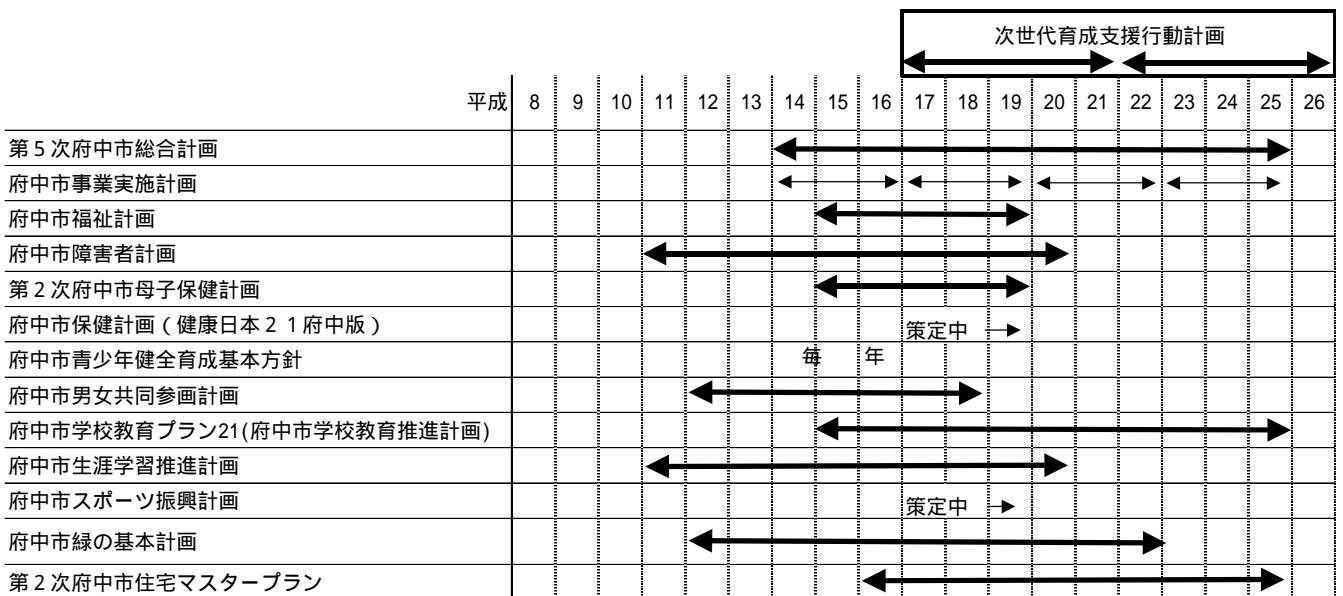 次世代育成支援行動計画
平成 8 9 10 11 12 13 14 15 16 17 18 19 20 21 22 23 24 25 26
第5次府中市総合計画
府中市事業実施計画
府中市福祉計画
府中市障害者計画
第2次府中市母子保健計画
府中市保健計画(健康日本21府中版) 策定中
府中市青少年健全育成基本方針 毎 年
府中市男女共同参画計画
府中市学校教育プラン21(府中市学校教育推進計画)
府中市生涯学習推進計画
府中市スポーツ振興計画 策定中
府中市緑の基本計画
第2次府中市住宅マスタープラン